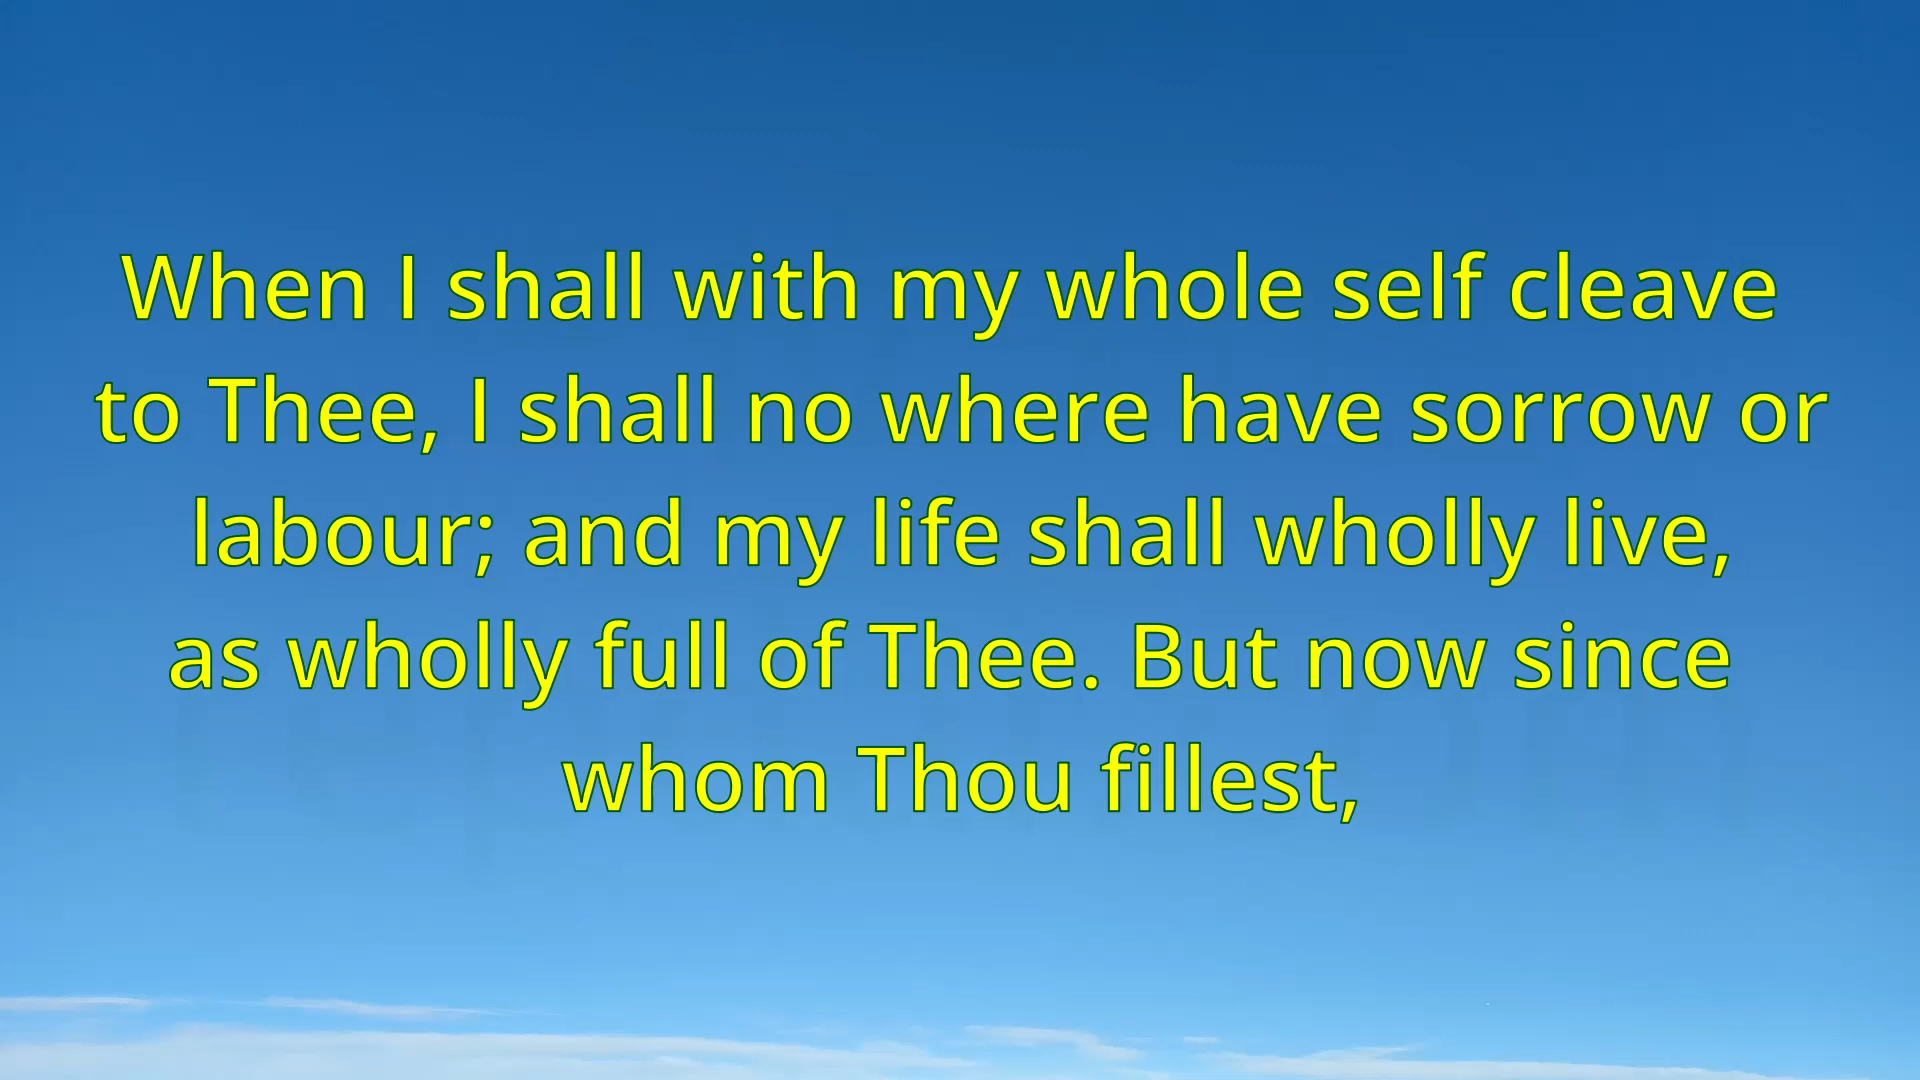 When I shall with my whole self cleave
to Thee, I shall no where have sorrow or
labour; and my life shall wholly live,
as wholly full of Thee. But now since
whom Thou fillest,